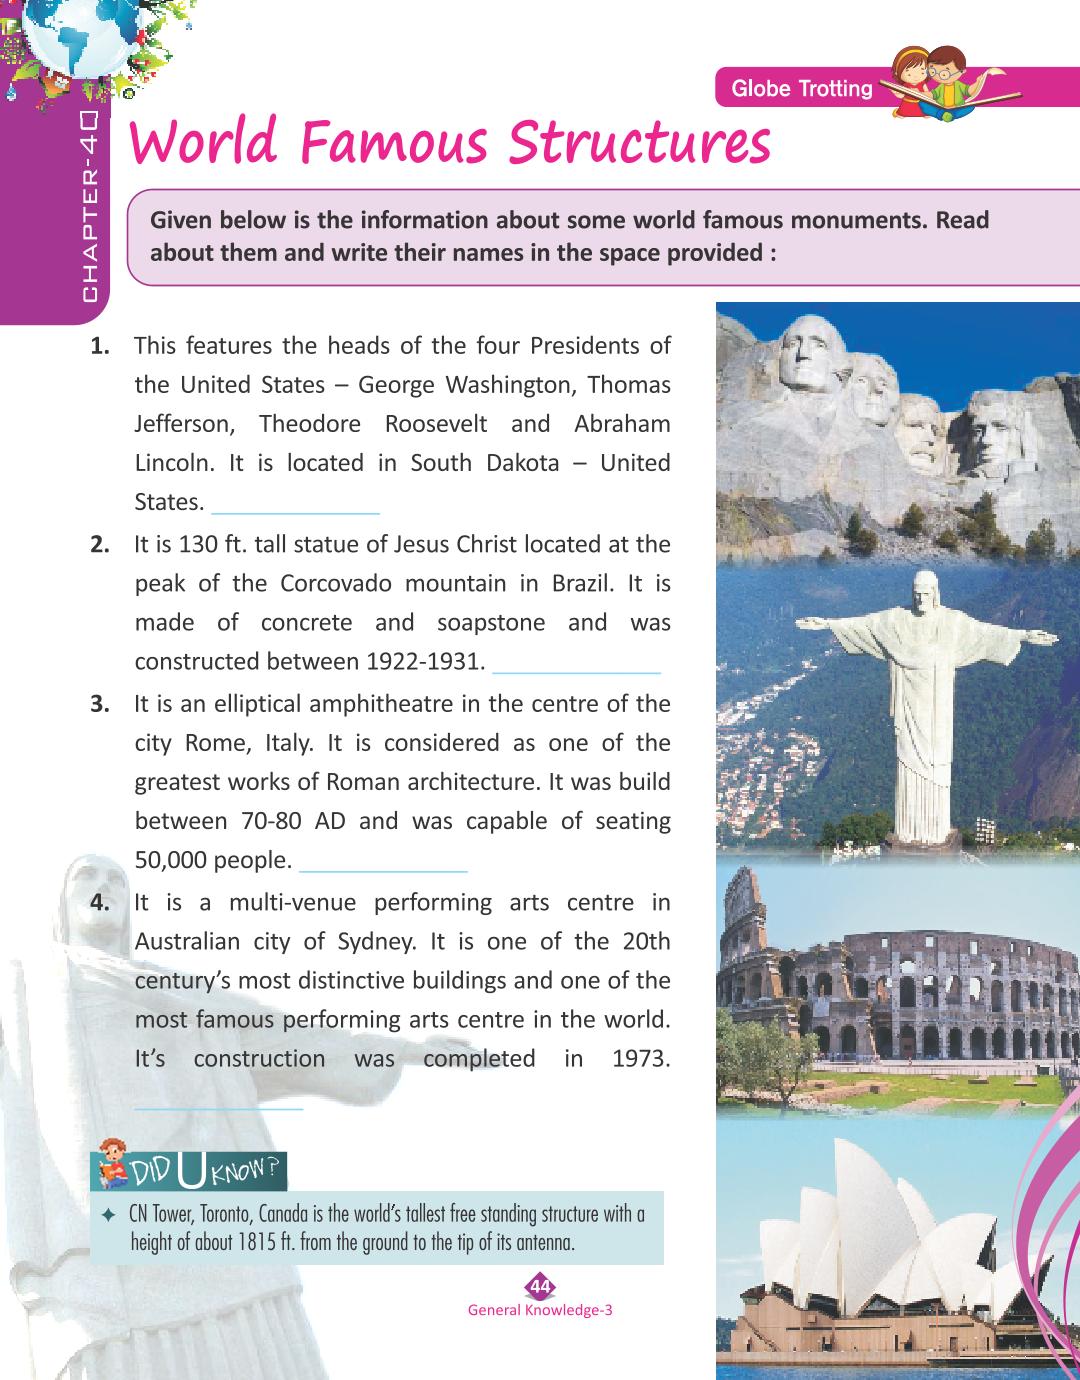 Globe Trotting
CHAPTER-40
World Famous Structures
Given below is the information about some world famous monuments. Read
about them and write their names in the space provided :
1. This features the heads of the four Presidents of
the United States – George Washington, Thomas
Jefferson, Theodore Roosevelt and Abraham
Lincoln. It is located in South Dakota – United
States.
2. It is 130 ft. tall statue of Jesus Christ located at the
peak of the Corcovado mountain in Brazil. It is
made of concrete and soapstone and was
constructed between 1922-1931.
3. It is an elliptical amphitheatre in the centre of the
city Rome, Italy. It is considered as one of the
greatest works of Roman architecture. It was build
between 70-80 AD and was capable of seating
50,000 people.
4. It is a multi-venue performing arts centre in
Australian city of Sydney. It is one of the 20th
century's most distinctive buildings and one of the
most famous performing arts centre in the world.
It's construction was completed in 1973.
DID U KNOW?
✦ CN Tower, Toronto, Canada is the world's tallest free standing structure with a
height of about 1815 ft. from the ground to the tip of its antenna.
44
General Knowledge-3